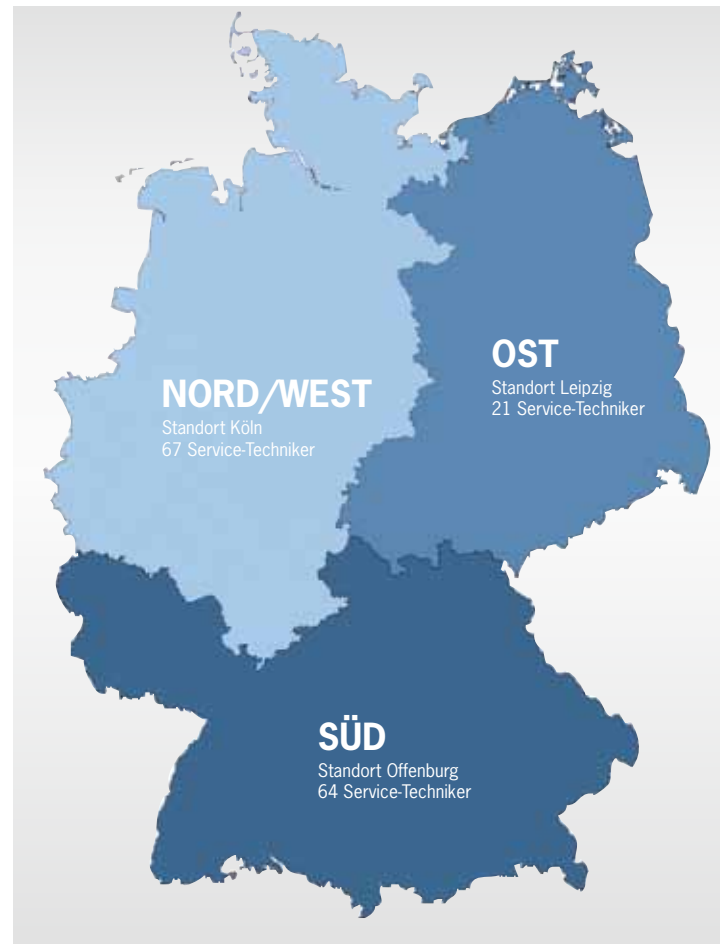 OST
Standort Leipzig
21 Service-Techniker
NORD/WEST
Standort Köln
67 Service-Techniker
SÜD
Standort Offenburg
64 Service-Techniker